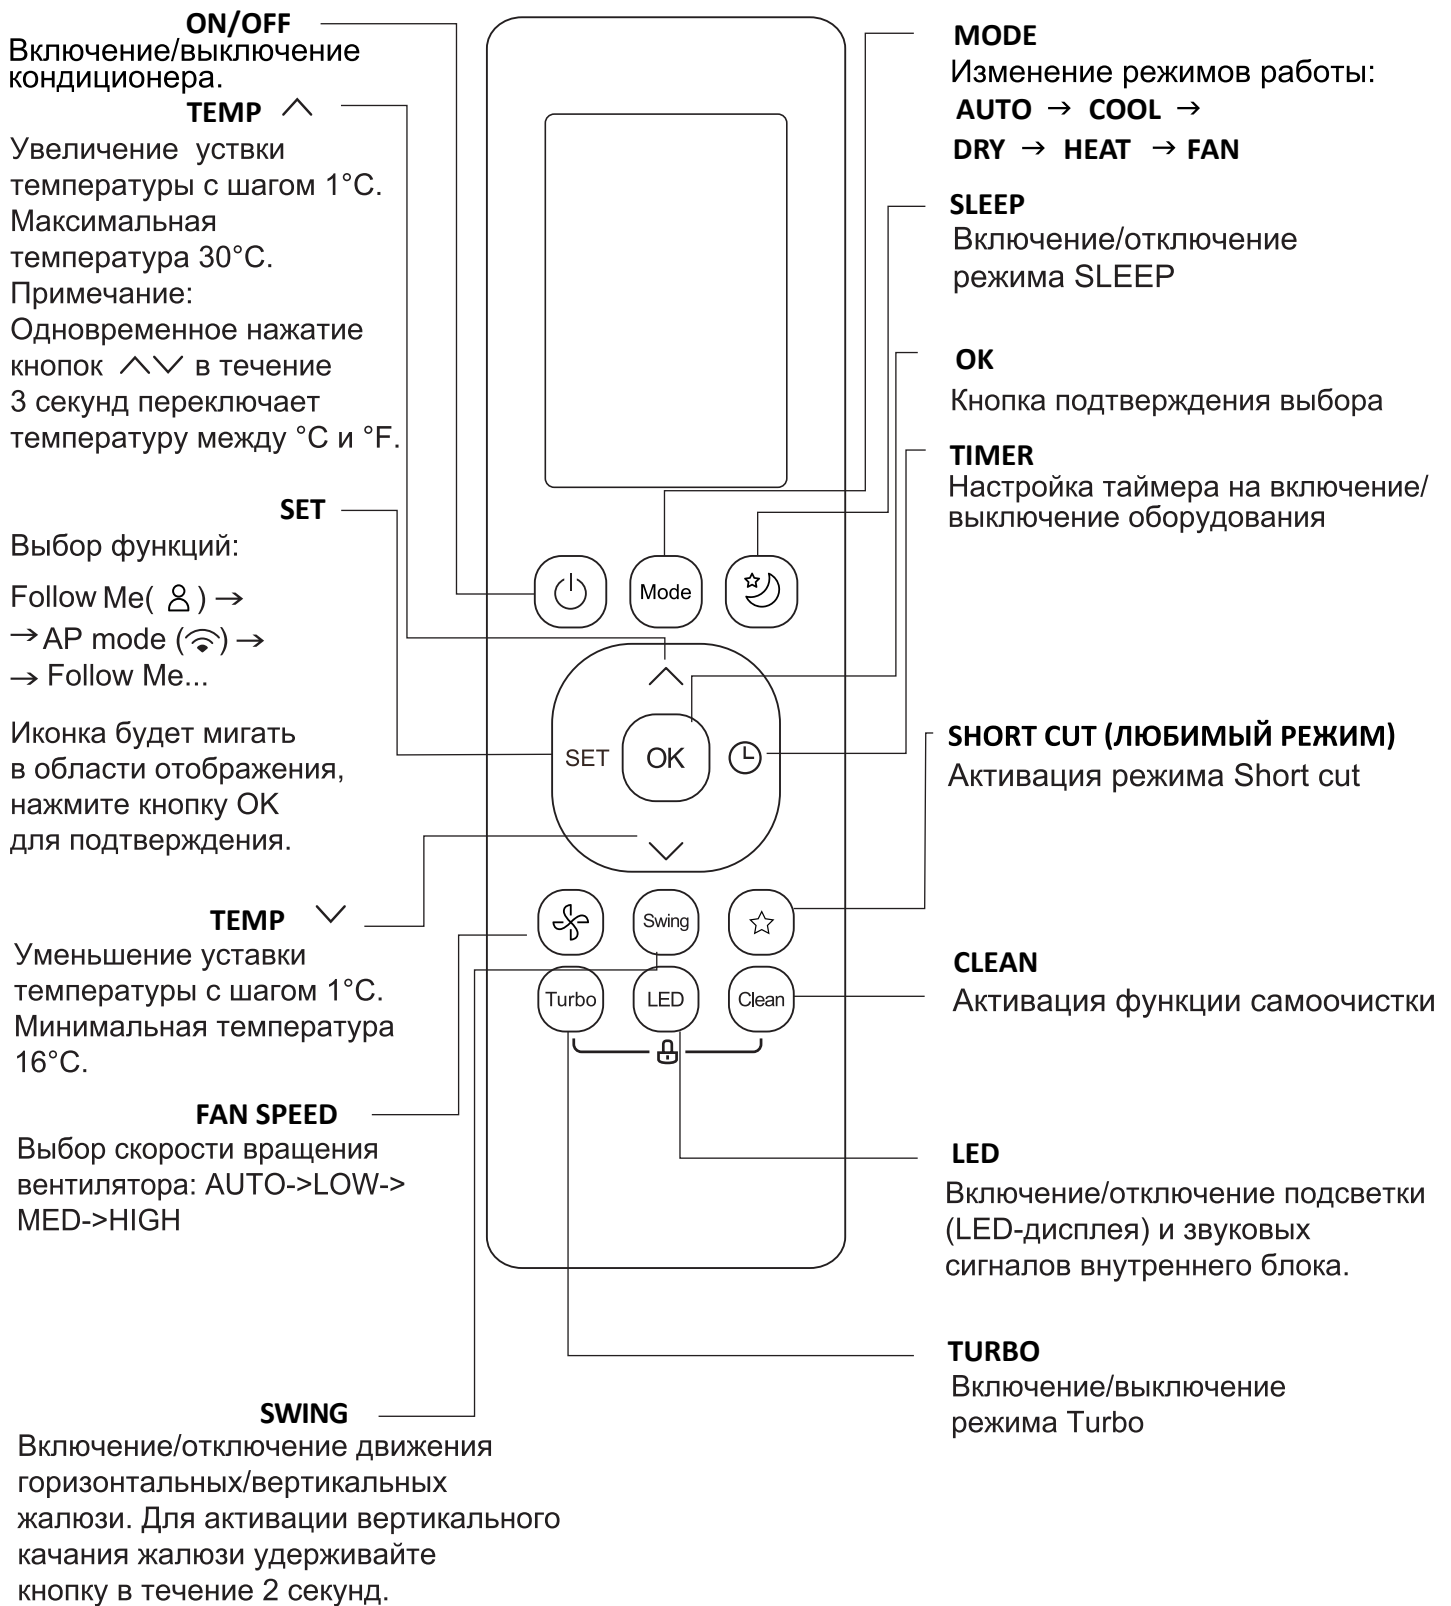 ON/OFF
Включение/выключение
кондиционера.
TEMP
Увеличение уствки
температуры с шагом 1°C.
Максимальная
температура 30°C.
Примечание:
Одновременное нажатие
кнопок ⌃⌄ в течение
3 секунд переключает
температуру между °C и °F.
SET
Выбор функций:
Follow Me( ) →
→ AP mode ( ) →
→ Follow Me...
Иконка будет мигать
в области отображения,
нажмите кнопку OK
для подтверждения.
TEMP
Уменьшение уставки
температуры с шагом 1°C.
Минимальная температура
16°C.
FAN SPEED
Выбор скорости вращения
вентилятора: AUTO->LOW->
MED->HIGH
SWING
Включение/отключение движения
горизонтальных/вертикальных
жалюзи. Для активации вертикального
качания жалюзи удерживайте
кнопку в течение 2 секунд.
Mode
SET
OK
Swing
Turbo
LED
Clean
MODE
Изменение режимов работы:
AUTO → COOL →
DRY → HEAT → FAN
SLEEP
Включение/отключение
режима SLEEP
OK
Кнопка подтверждения выбора
TIMER
Настройка таймера на включение/
выключение оборудования
SHORT CUT (ЛЮБИМЫЙ РЕЖИМ)
Активация режима Short cut
CLEAN
Активация функции самоочистки
LED
Включение/отключение подсветки
(LED-дисплея) и звуковых
сигналов внутреннего блока.
TURBO
Включение/выключение
режима Turbo